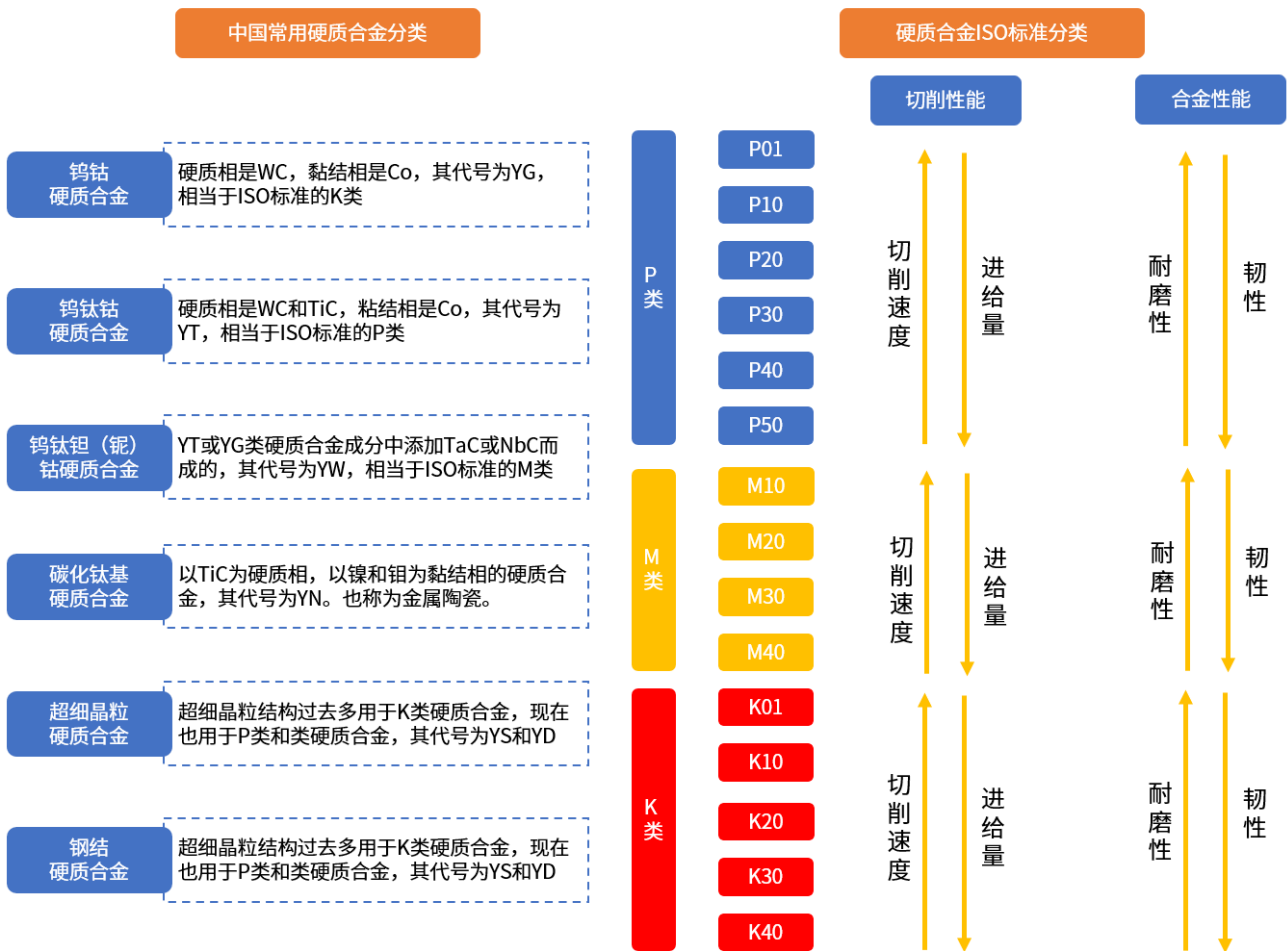 中国常用硬质合金分类
硬质合金ISO标准分类
切削性能
合金性能
钨钴
硬质合金
硬质相是WC，黏结相是Co，其代号为YG，
相当于ISO标准的K类
钨钛钴
硬质合金
硬质相是WC和TiC，粘结相是Co，其代号为
YT，相当于ISO标准的P类
钨钛钽（铌）
钴硬质合金
YT或YG类硬质合金成分中添加TaC或NbC而
成的，其代号为YW，相当于ISO标准的M类
碳化钛基
硬质合金
以TiC为硬质相，以镍和钼为黏结相的硬质合
金，其代号为YN。也称为金属陶瓷。
超细晶粒
硬质合金
超细晶粒结构过去多用于K类硬质合金，现在
也用于P类和类硬质合金，其代号为YS和YD
钢结
硬质合金
超细晶粒结构过去多用于K类硬质合金，现在
也用于P类和类硬质合金，其代号为YS和YD
P类
P01
P10
P20
P30
P40
P50
切削速度
进给量
耐磨性
韧性
M类
M10
M20
M30
M40
切削速度
进给量
耐磨性
韧性
K类
K01
K10
K20
K30
K40
切削速度
进给量
耐磨性
韧性